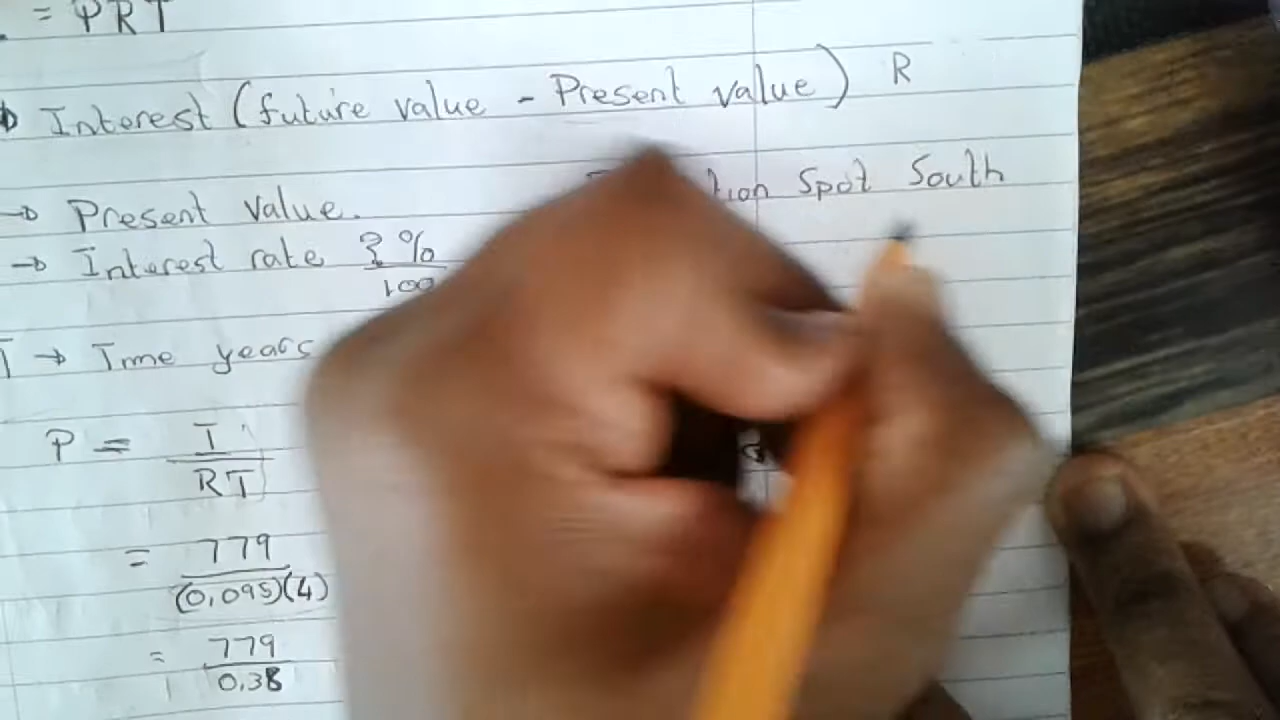 = PRT
Interest (future value - Present value) R
→ Present value.
Spot South
→ Interest rate ? %
100
T → Time years
P = I
RT
= 779
(0,095)(4)
= 779
0,38